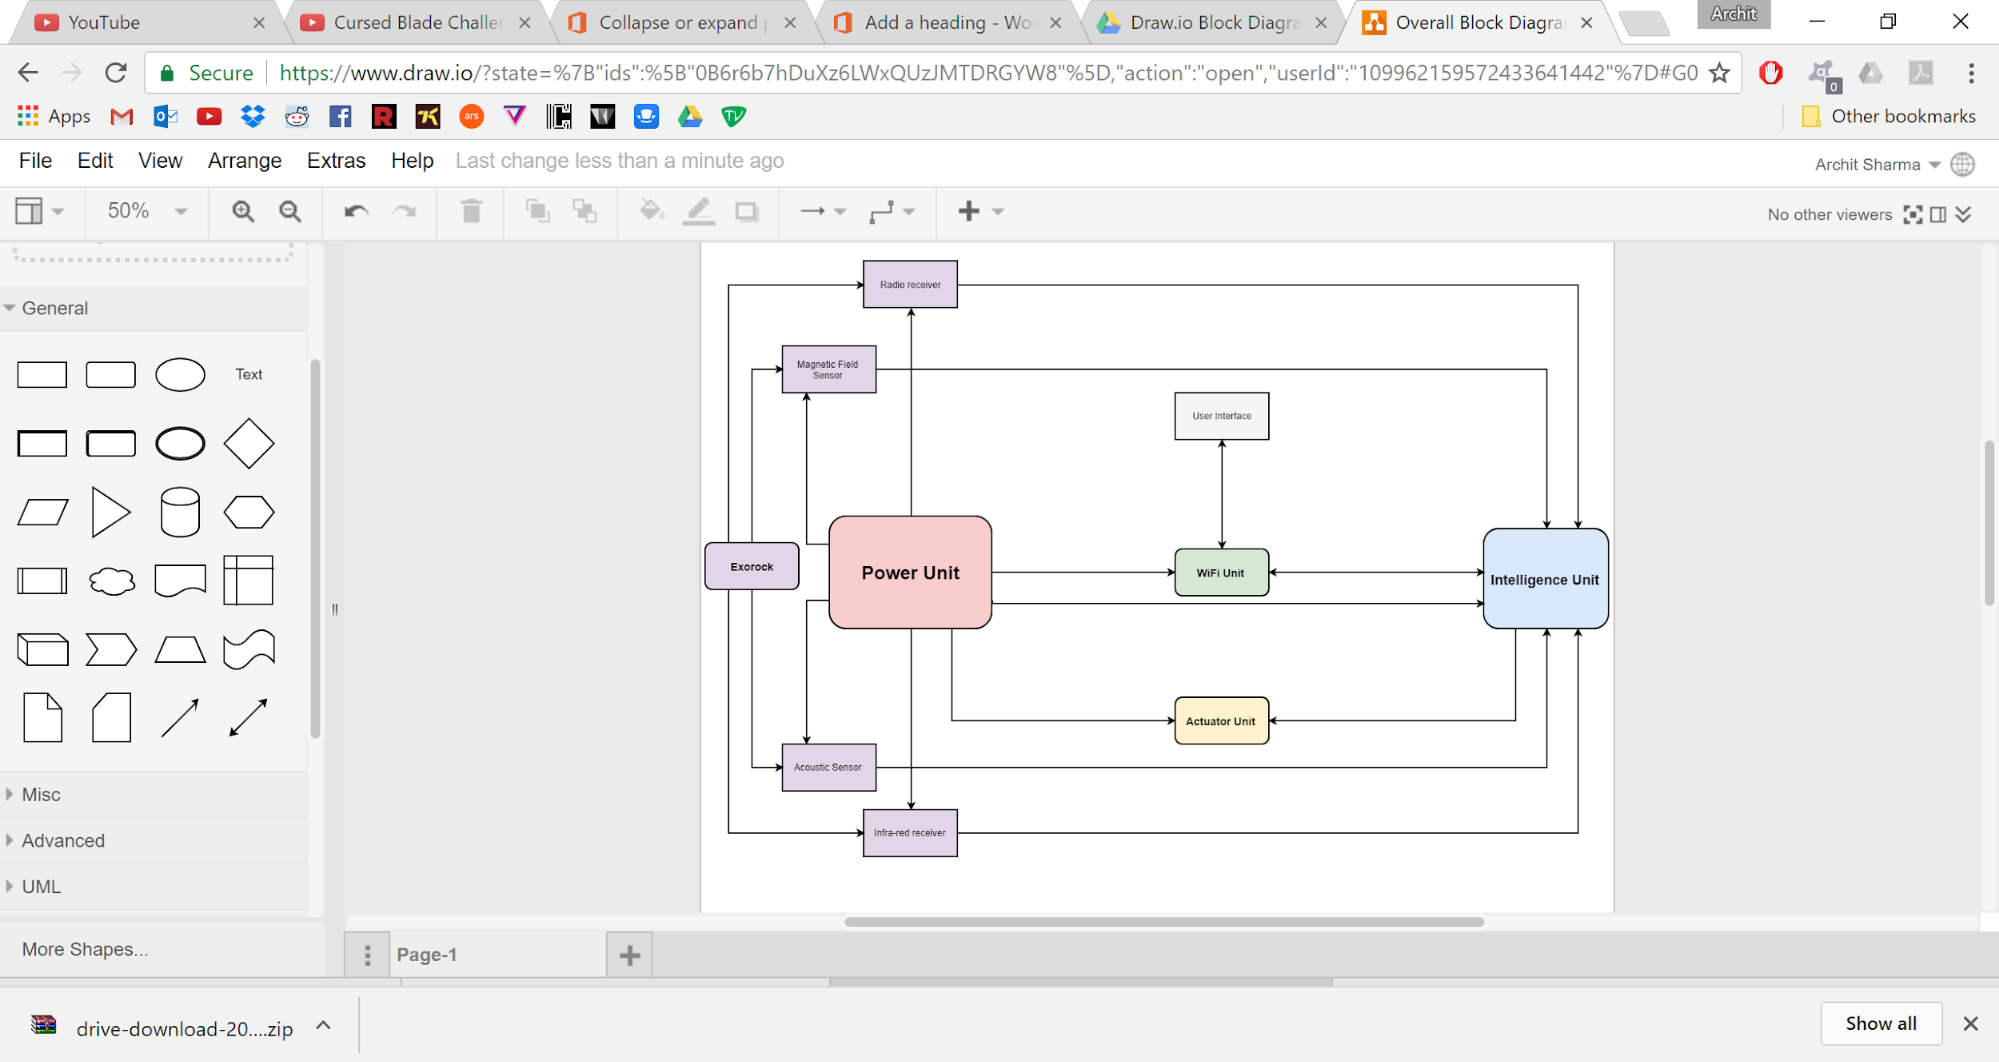 YouTube
Cursed Blade Challer
Collapse or expand p
Add a heading - Wo
Draw.io Block Diagra
Overall Block Diagra
Archit
Secure
https://www.draw.io/?state=%7B"ids":%5B"0B6r6b7hDuXz6LWxQUzJMTDRGYW8"%5D,"action":"open","userId":"109962159572433641442"%7D#G0
0
Apps
ars
Other bookmarks
File Edit View Arrange Extras Help Last change less than a minute ago
Archit Sharma
50%
No other viewers
General
Text
Misc
Advanced
UML
More Shapes...
Radio receiver
Magnetic Field
Sensor
User Interface
Exorock
Power Unit
WiFi Unit
Intelligence Unit
Actuator Unit
Acoustic Sensor
Infra-red receiver
Page-1
drive-download-20....zip
Show all